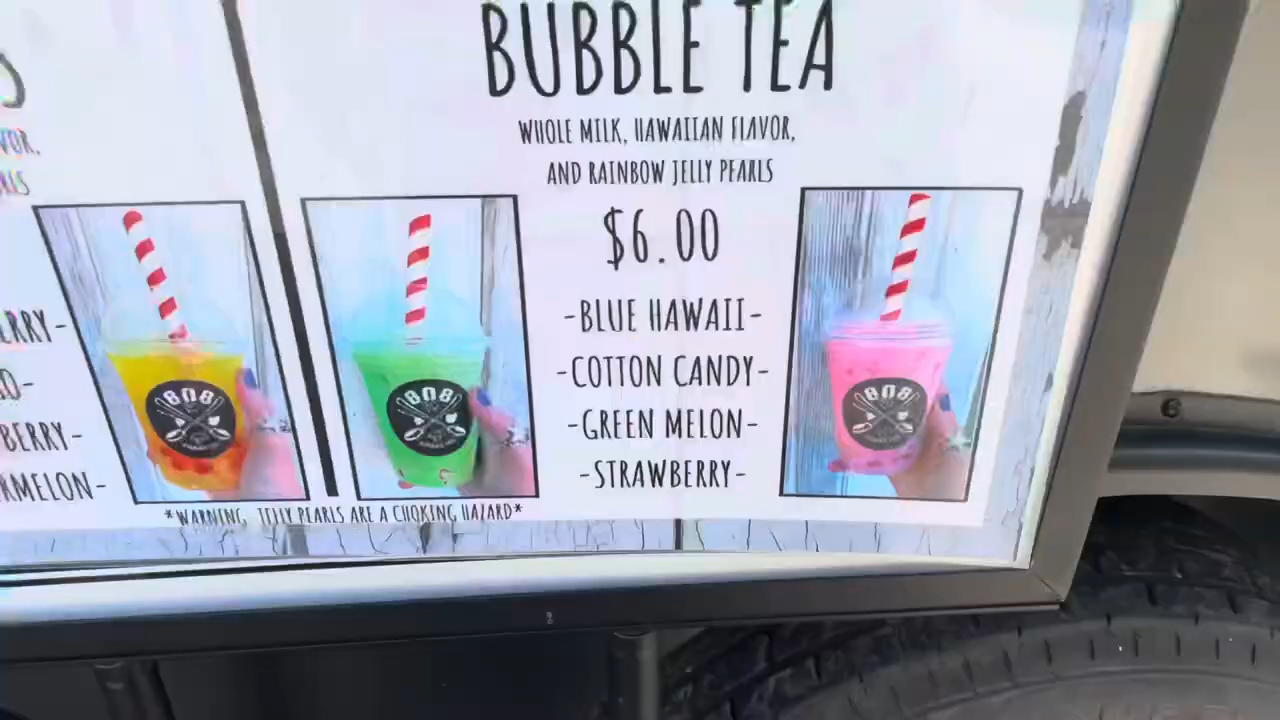 BUBBLE TEA
WHOLE MILK, HAWAIIAN FLAVOR,
AND RAINBOW JELLY PEARLS
$6.00
-BLUE HAWAII-
-COTTON CANDY-
-GREEN MELON-
-STRAWBERRY-
808
808
808
*WARNING, JELLY PEARLS ARE A CHOKING HAZARD*